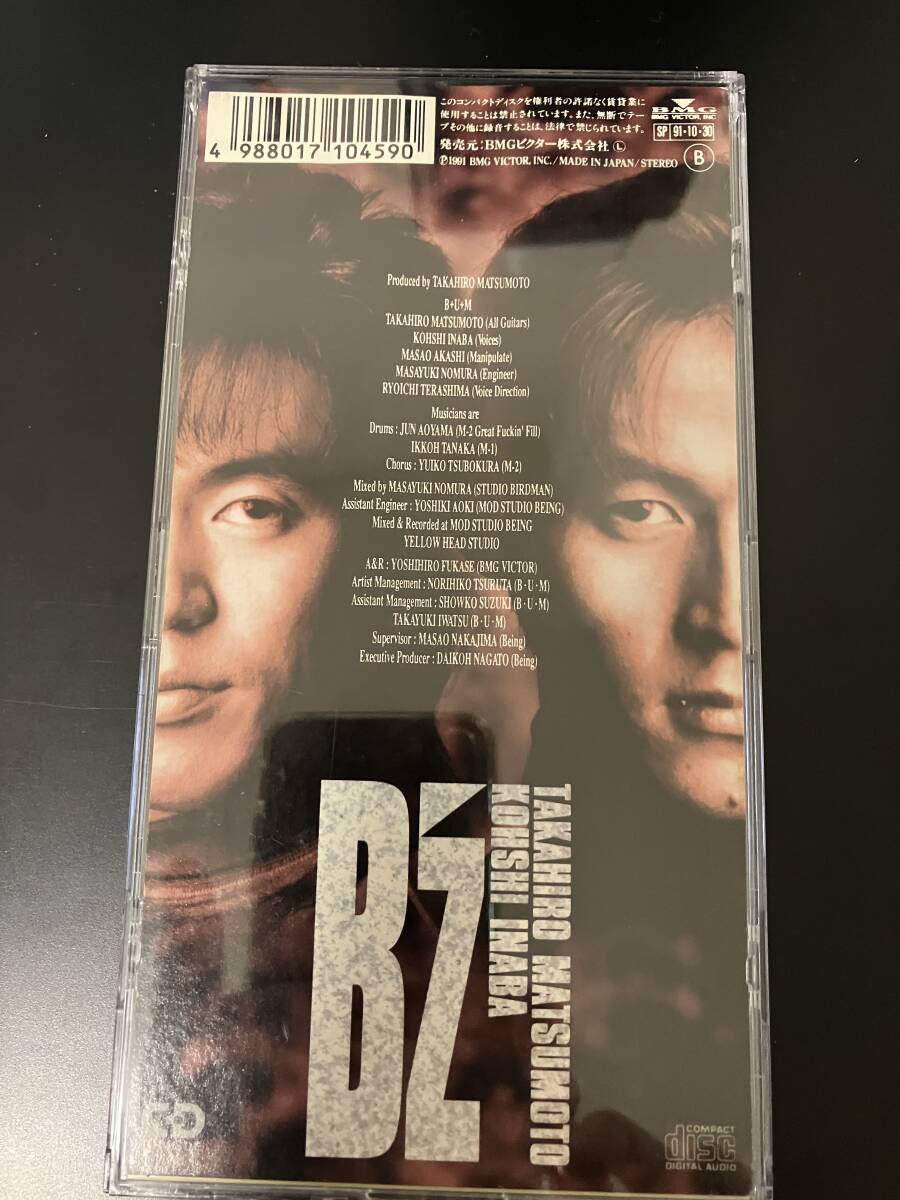 4 988017 104590
このコンパクトディスクを権利者の許諾なく賃貸業に
使用することは禁止されています。また、無断でテー
プその他に録音することは、法律で禁じられています。
発売元:BMGビクター株式会社 Ⓛ
℗1991 BMG VICTOR, INC./MADE IN JAPAN/STEREO
BMG
BMG VICTOR, INC
SP 91・10・30
B
Produced by TAKAHIRO MATSUMOTO
B+U+M
TAKAHIRO MATSUMOTO (All Guitars)
KOHSHI INABA (Voices)
MASAO AKASHI (Manipulate)
MASAYUKI NOMURA (Engineer)
RYOICHI TERASHIMA (Voice Direction)
Musicians are
Drums : JUN AOYAMA (M-2 Great Fuckin' Fill)
IKKOH TANAKA (M-1)
Chorus : YUIKO TSUBOKURA (M-2)
Mixed by MASAYUKI NOMURA (STUDIO BIRDMAN)
Assistant Engineer : YOSHIKI AOKI (MOD STUDIO BEING)
Mixed & Recorded at MOD STUDIO BEING
YELLOW HEAD STUDIO
A&R : YOSHIHIRO FUKASE (BMG VICTOR)
Artist Management : NORIHIKO TSURUTA (B・U・M)
Assistant Management : SHOWKO SUZUKI (B・U・M)
TAKAYUKI IWATSU (B・U・M)
Supervisor : MASAO NAKAJIMA (Being)
Executive Producer : DAIKOH NAGATO (Being)
B'z
TAKAHIRO MATSUMOTO
KOHSHI INABA
COMPACT
disc
DIGITAL AUDIO